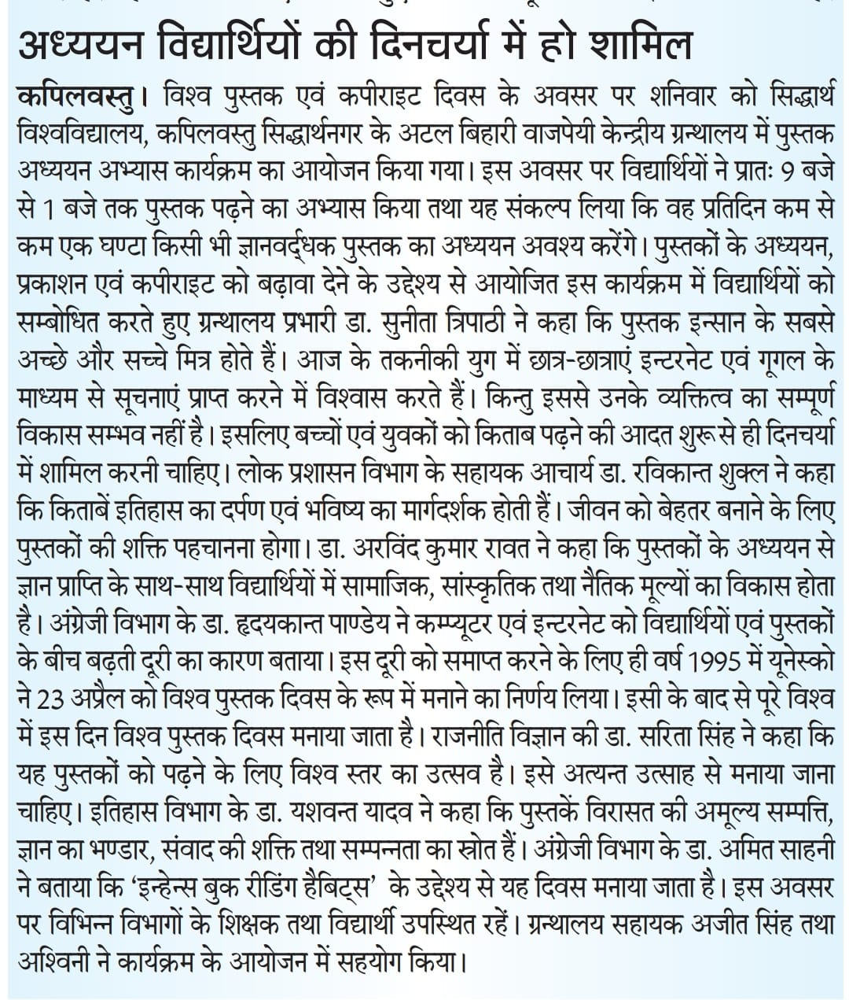 अध्ययन विद्यार्थियों की दिनचर्या में हो शामिल
कपिलवस्तु। विश्व पुस्तक एवं कपीराइट दिवस के अवसर पर शनिवार को सिद्धार्थ
विश्वविद्यालय, कपिलवस्तु सिद्धार्थनगर के अटल बिहारी वाजपेयी केन्द्रीय ग्रन्थालय में पुस्तक
अध्ययन अभ्यास कार्यक्रम का आयोजन किया गया। इस अवसर पर विद्यार्थियों ने प्रातः 9 बजे
से 1 बजे तक पुस्तक पढ़ने का अभ्यास किया तथा यह संकल्प लिया कि वह प्रतिदिन कम से
कम एक घण्टा किसी भी ज्ञानवर्द्धक पुस्तक का अध्ययन अवश्य करेंगे। पुस्तकों के अध्ययन,
प्रकाशन एवं कपीराइट को बढ़ावा देने के उद्देश्य से आयोजित इस कार्यक्रम में विद्यार्थियों को
सम्बोधित करते हुए ग्रन्थालय प्रभारी डा. सुनीता त्रिपाठी ने कहा कि पुस्तक इन्सान के सबसे
अच्छे और सच्चे मित्र होते हैं। आज के तकनीकी युग में छात्र-छात्राएं इन्टरनेट एवं गूगल के
माध्यम से सूचनाएं प्राप्त करने में विश्वास करते हैं। किन्तु इससे उनके व्यक्तित्व का सम्पूर्ण
विकास सम्भव नहीं है। इसलिए बच्चों एवं युवकों को किताब पढ़ने की आदत शुरू से ही दिनचर्या
में शामिल करनी चाहिए। लोक प्रशासन विभाग के सहायक आचार्य डा. रविकान्त शुक्ल ने कहा
कि किताबें इतिहास का दर्पण एवं भविष्य का मार्गदर्शक होती हैं। जीवन को बेहतर बनाने के लिए
पुस्तकों की शक्ति पहचानना होगा। डा. अरविंद कुमार रावत ने कहा कि पुस्तकों के अध्ययन से
ज्ञान प्राप्ति के साथ-साथ विद्यार्थियों में सामाजिक, सांस्कृतिक तथा नैतिक मूल्यों का विकास होता
है। अंग्रेजी विभाग के डा. हृदयकान्त पाण्डेय ने कम्प्यूटर एवं इन्टरनेट को विद्यार्थियों एवं पुस्तकों
के बीच बढ़ती दूरी का कारण बताया। इस दूरी को समाप्त करने के लिए ही वर्ष 1995 में यूनेस्को
ने 23 अप्रैल को विश्व पुस्तक दिवस के रूप में मनाने का निर्णय लिया। इसी के बाद से पूरे विश्व
में इस दिन विश्व पुस्तक दिवस मनाया जाता है। राजनीति विज्ञान की डा. सरिता सिंह ने कहा कि
यह पुस्तकों को पढ़ने के लिए विश्व स्तर का उत्सव है। इसे अत्यन्त उत्साह से मनाया जाना
चाहिए। इतिहास विभाग के डा. यशवन्त यादव ने कहा कि पुस्तकें विरासत की अमूल्य सम्पत्ति,
ज्ञान का भण्डार, संवाद की शक्ति तथा सम्पन्नता का स्रोत हैं। अंग्रेजी विभाग के डा. अमित साहनी
ने बताया कि ‘इन्हेन्स बुक रीडिंग हैबिट्स’ के उद्देश्य से यह दिवस मनाया जाता है। इस अवसर
पर विभिन्न विभागों के शिक्षक तथा विद्यार्थी उपस्थित रहें। ग्रन्थालय सहायक अजीत सिंह तथा
अश्विनी ने कार्यक्रम के आयोजन में सहयोग किया।